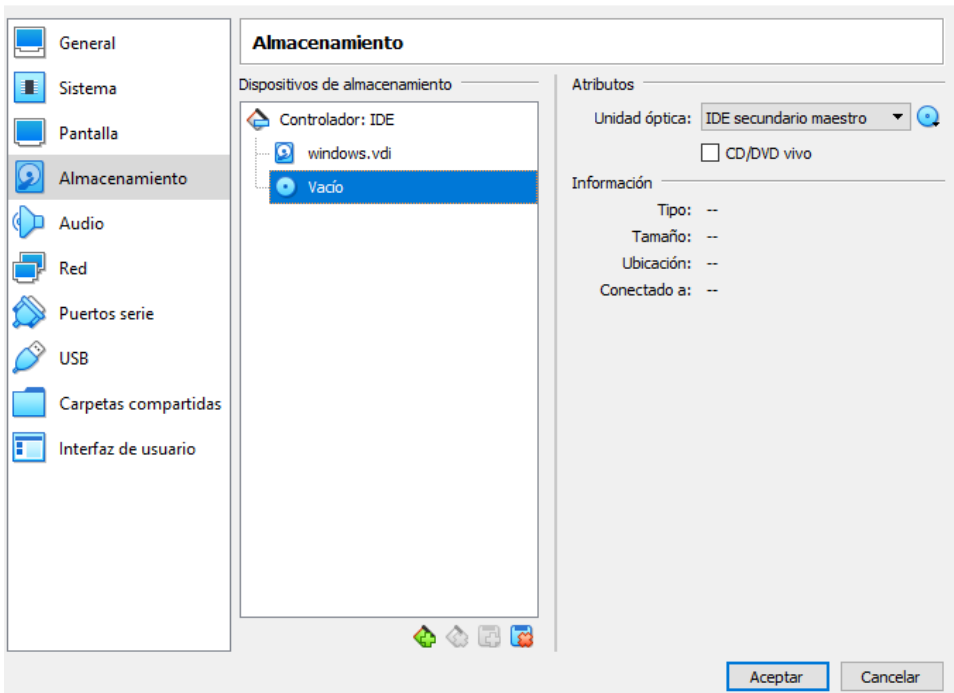 General
Sistema
Pantalla
Almacenamiento
Audio
Red
Puertos serie
USB
Carpetas compartidas
Interfaz de usuario
Almacenamiento
Dispositivos de almacenamiento
Controlador: IDE
windows.vdi
Vacío
Atributos
Unidad óptica: IDE secundario maestro
CD/DVD vivo
Información
Tipo: --
Tamaño: --
Ubicación: --
Conectado a: --
Aceptar Cancelar